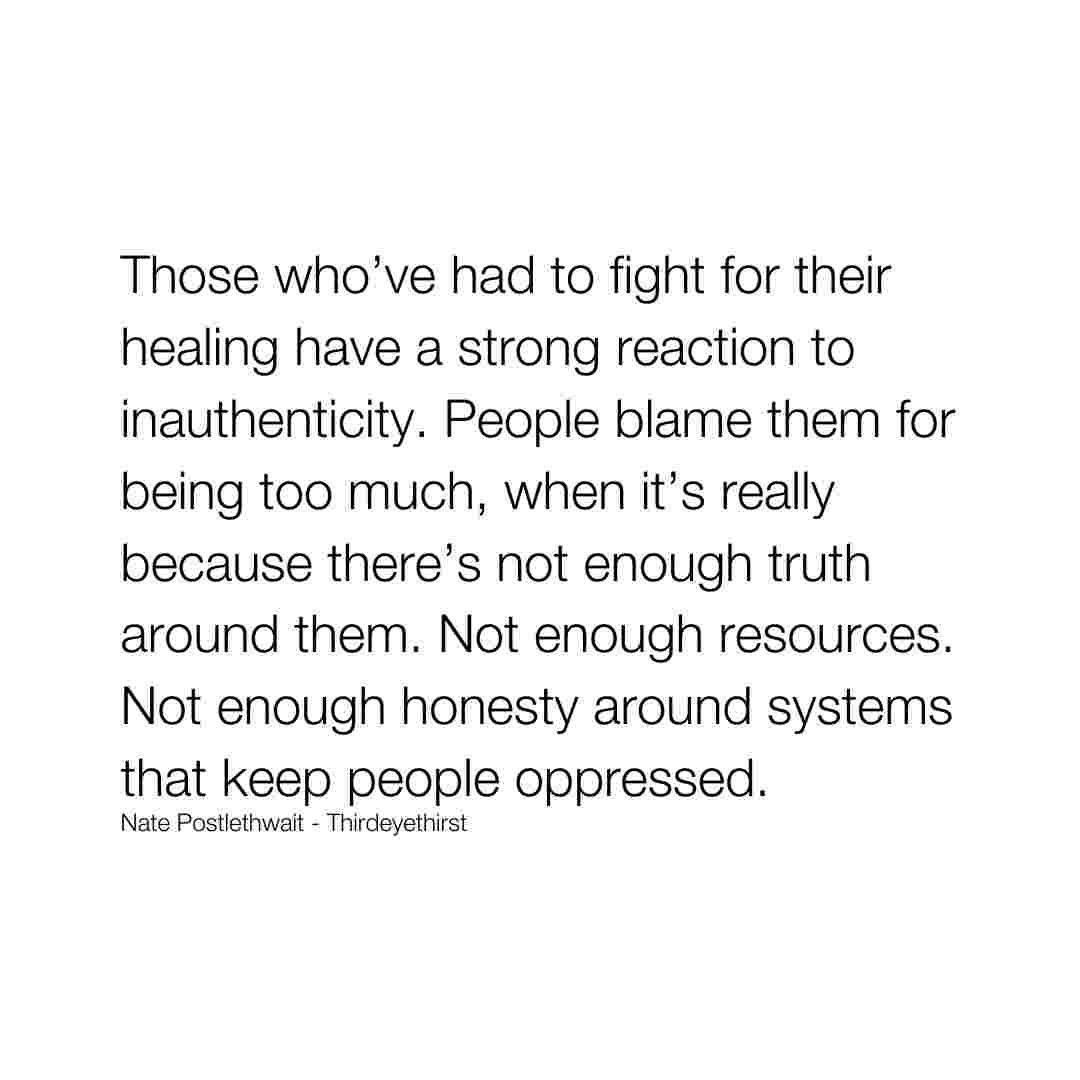 Those who’ve had to fight for their
healing have a strong reaction to
inauthenticity. People blame them for
being too much, when it’s really
because there’s not enough truth
around them. Not enough resources.
Not enough honesty around systems
that keep people oppressed.
Nate Postlethwait - Thirdeyethirst